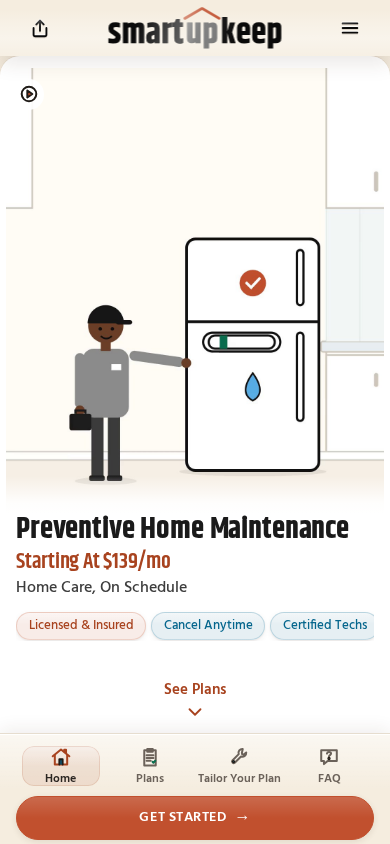 smartupkeep
Preventive Home Maintenance
Starting At $139/mo
Home Care, On Schedule
Licensed & Insured
Cancel Anytime
Certified Techs
See Plans
Home
Plans
Tailor Your Plan
FAQ
GET STARTED →